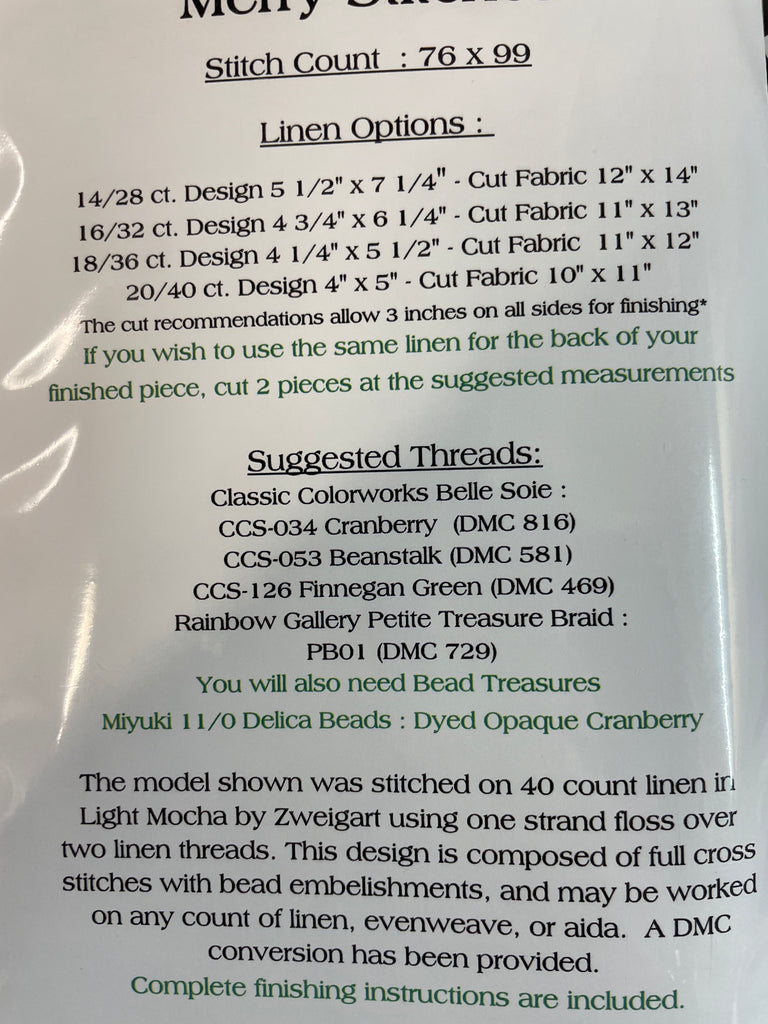 Merry
Stitch Count : 76 x 99
Linen Options :
14/28 ct. Design 5 1/2" x 7 1/4" - Cut Fabric 12" x 14"
16/32 ct. Design 4 3/4" x 6 1/4" - Cut Fabric 11" x 13"
18/36 ct. Design 4 1/4" x 5 1/2" - Cut Fabric 11" x 12"
20/40 ct. Design 4" x 5" - Cut Fabric 10" x 11"
The cut recommendations allow 3 inches on all sides for finishing*
If you wish to use the same linen for the back of your
finished piece, cut 2 pieces at the suggested measurements
Suggested Threads:
Classic Colorworks Belle Soie :
CCS-034 Cranberry (DMC 816)
CCS-053 Beanstalk (DMC 581)
CCS-126 Finnegan Green (DMC 469)
Rainbow Gallery Petite Treasure Braid :
PB01 (DMC 729)
You will also need Bead Treasures
Miyuki 11/0 Delica Beads : Dyed Opaque Cranberry
The model shown was stitched on 40 count linen in
Light Mocha by Zweigart using one strand floss over
two linen threads. This design is composed of full cross
stitches with bead embelishments, and may be worked
on any count of linen, evenweave, or aida. A DMC
conversion has been provided.
Complete finishing instructions are included.